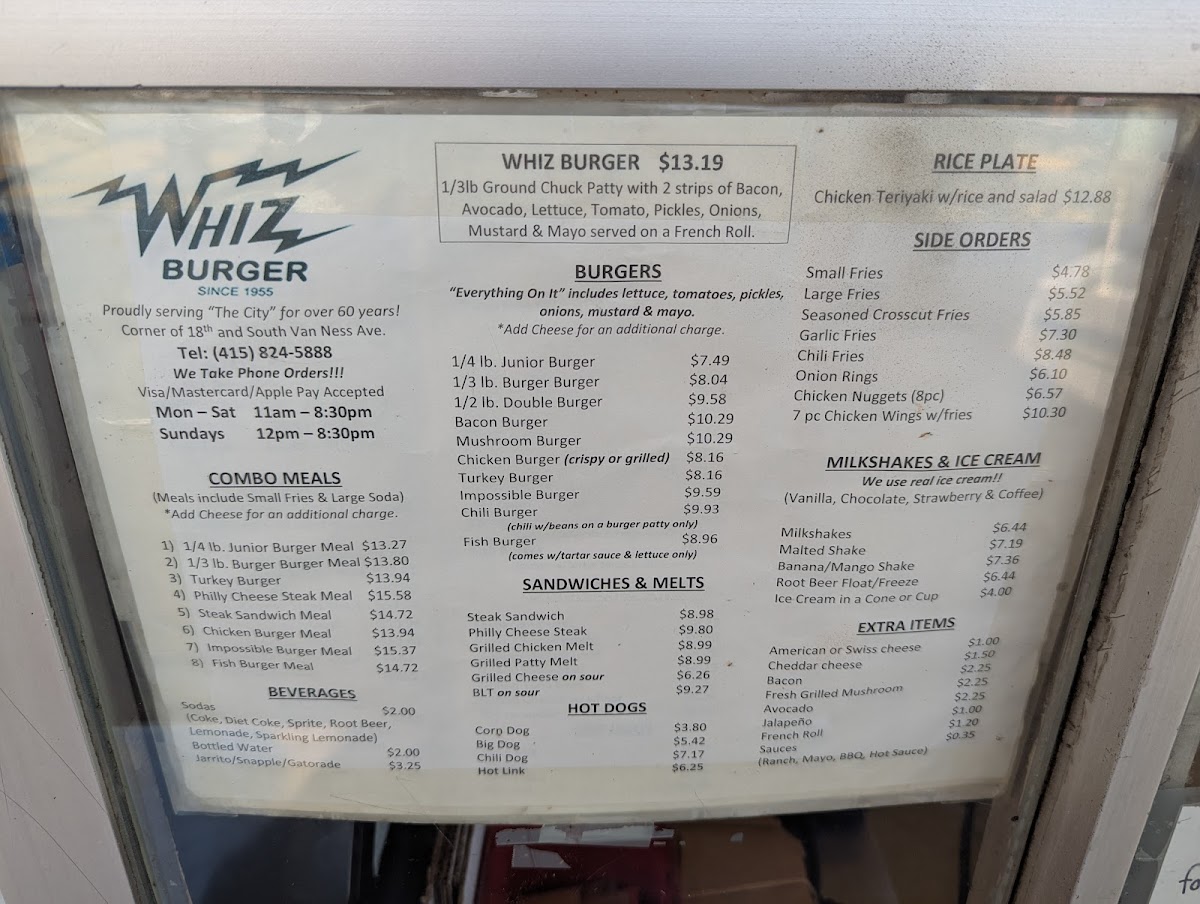 WHIZ
BURGER
SINCE 1955
Proudly serving "The City" for over 60 years!
Corner of 18th and South Van Ness Ave.
Tel: (415) 824-5888
We Take Phone Orders!!!
Visa/Mastercard/Apple Pay Accepted
Mon – Sat 11am – 8:30pm
Sundays 12pm – 8:30pm
COMBO MEALS
(Meals include Small Fries & Large Soda)
*Add Cheese for an additional charge.
1) 1/4 lb. Junior Burger Meal $13.27
2) 1/3 lb. Burger Burger Meal $13.80
3) Turkey Burger $13.94
4) Philly Cheese Steak Meal $15.58
5) Steak Sandwich Meal $14.72
6) Chicken Burger Meal $13.94
7) Impossible Burger Meal $15.37
8) Fish Burger Meal $14.72
BEVERAGES
Sodas $2.00
(Coke, Diet Coke, Sprite, Root Beer,
Lemonade, Sparkling Lemonade)
Bottled Water $2.00
Jarrito/Snapple/Gatorade $3.25
WHIZ BURGER $13.19
1/3lb Ground Chuck Patty with 2 strips of Bacon,
Avocado, Lettuce, Tomato, Pickles, Onions,
Mustard & Mayo served on a French Roll.
BURGERS
"Everything On It" includes lettuce, tomatoes, pickles,
onions, mustard & mayo.
*Add Cheese for an additional charge.
1/4 lb. Junior Burger $7.49
1/3 lb. Burger Burger $8.04
1/2 lb. Double Burger $9.58
Bacon Burger $10.29
Mushroom Burger $10.29
Chicken Burger (crispy or grilled) $8.16
Turkey Burger $8.16
Impossible Burger $9.59
Chili Burger $9.93
(chili w/beans on a burger patty only)
Fish Burger $8.96
(comes w/tartar sauce & lettuce only)
SANDWICHES & MELTS
Steak Sandwich $8.98
Philly Cheese Steak $9.80
Grilled Chicken Melt $8.99
Grilled Patty Melt $8.99
Grilled Cheese on sour $6.26
BLT on sour $9.27
HOT DOGS
Corn Dog $3.80
Big Dog $5.42
Chili Dog $7.17
Hot Link $6.25
RICE PLATE
Chicken Teriyaki w/rice and salad $12.88
SIDE ORDERS
Small Fries $4.78
Large Fries $5.52
Seasoned Crosscut Fries $5.85
Garlic Fries $7.30
Chili Fries $8.48
Onion Rings $6.10
Chicken Nuggets (8pc) $6.57
7 pc Chicken Wings w/fries $10.30
MILKSHAKES & ICE CREAM
We use real ice cream!!
(Vanilla, Chocolate, Strawberry & Coffee)
Milkshakes $6.44
Malted Shake $7.19
Banana/Mango Shake $7.36
Root Beer Float/Freeze $6.44
Ice Cream in a Cone or Cup $4.00
EXTRA ITEMS
American or Swiss cheese $1.00
Cheddar cheese $1.50
Bacon $2.25
Fresh Grilled Mushroom $2.25
Avocado $2.25
Jalapeño $1.00
French Roll $1.20
Sauces $0.35
(Ranch, Mayo, BBQ, Hot Sauce)